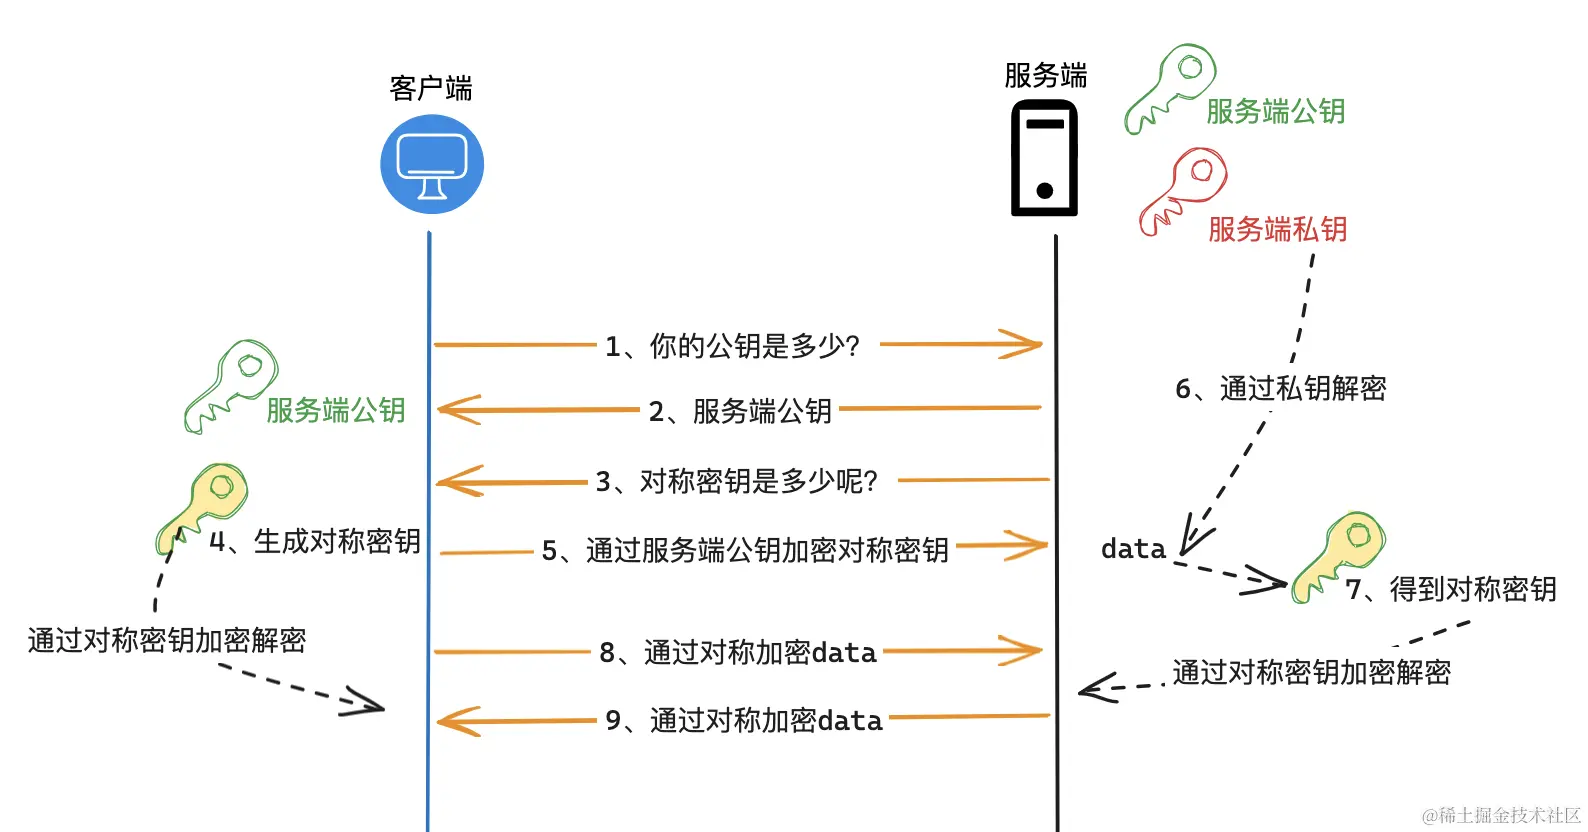 客户端
服务端
服务端公钥
服务端私钥
1、你的公钥是多少?
6、通过私钥解密
服务端公钥
2、服务端公钥
3、对称密钥是多少呢?
4、生成对称密钥
5、通过服务端公钥加密对称密钥
data
7、得到对称密钥
通过对称密钥加密解密
8、通过对称加密data
通过对称密钥加密解密
9、通过对称加密data
@稀土掘金技术社区